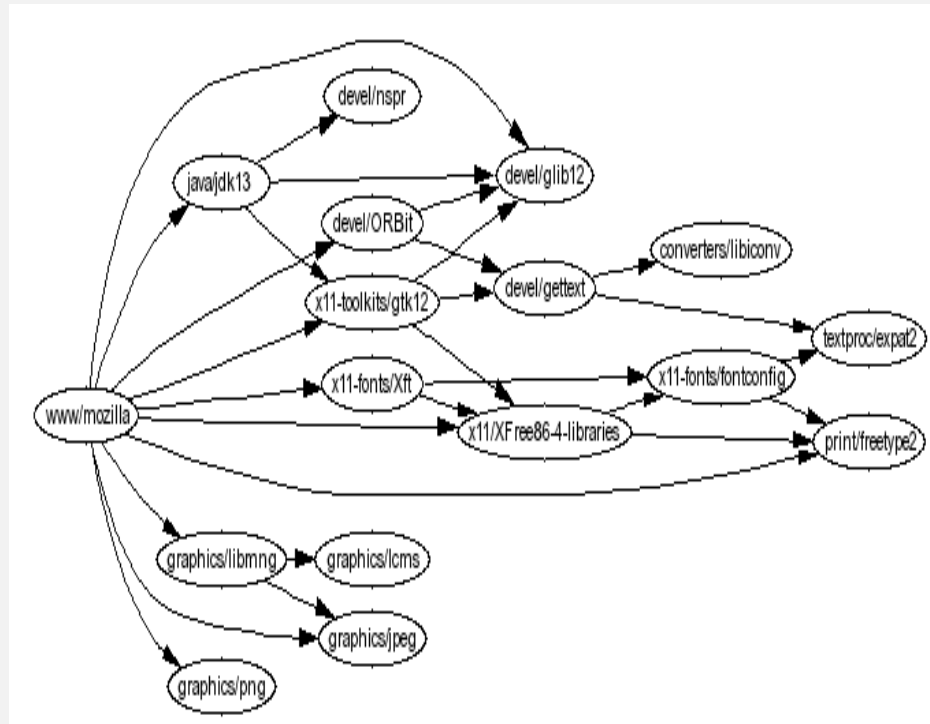 devel/nspr
java/jdk13
devel/glib12
devel/ORBit
converters/libiconv
devel/gettext
x11-toolkits/gtk12
textproc/expat2
x11-fonts/Xft
x11-fonts/fontconfig
www/mozilla
x11/XFree86-4-libraries
print/freetype2
graphics/libmng
graphics/lcms
graphics/jpeg
graphics/png